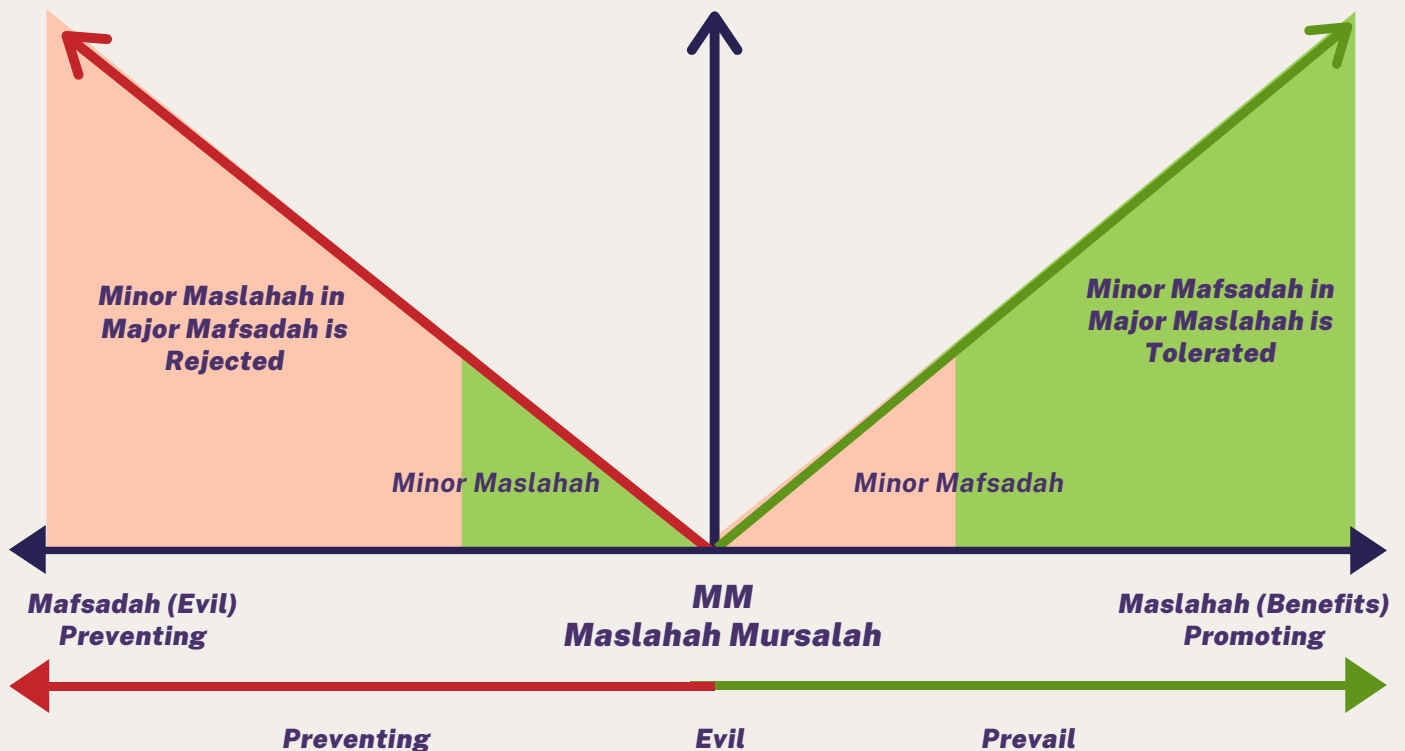 Minor Maslahah in
Major Mafsadah is
Rejected
Minor Mafsadah in
Major Maslahah is
Tolerated
Minor Maslahah
Minor Mafsadah
Mafsadah (Evil)
Preventing
MM
Maslahah Mursalah
Maslahah (Benefits)
Promoting
Preventing Evil Prevail